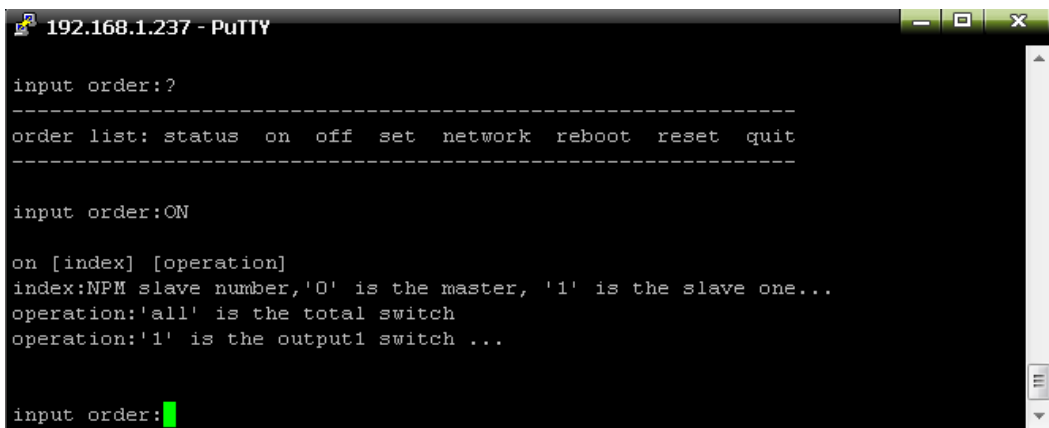 192.168.1.237 - PuTTY
input order:?
--------------------------------------------------------------
order list: status on off set network reboot reset quit
--------------------------------------------------------------
input order:ON
on [index] [operation]
index:NPM slave number,'0' is the master, '1' is the slave one...
operation:'all' is the total switch
operation:'1' is the output1 switch ...
input order: